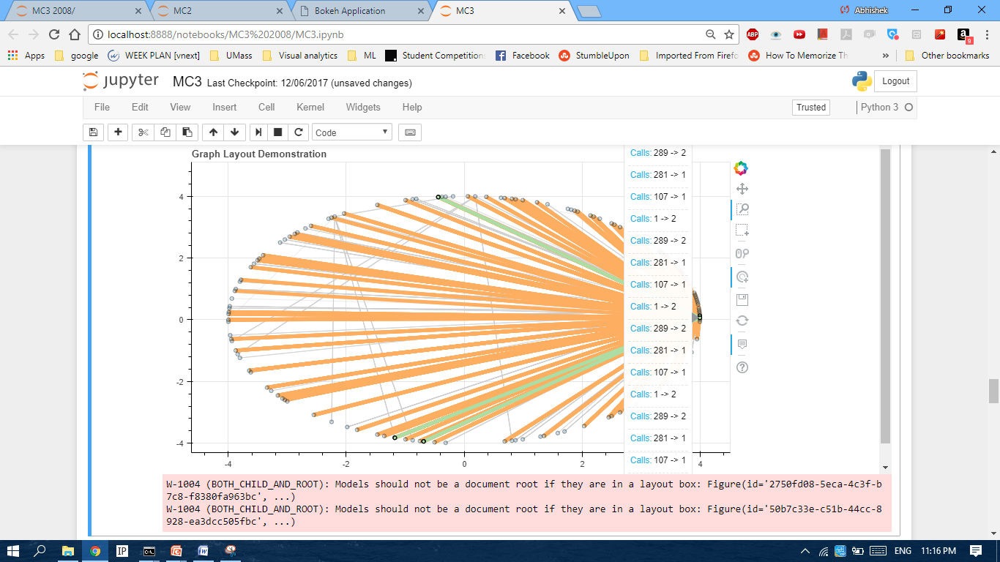 MC3 2008/
MC2
Bokeh Application
MC3
Abhishek
localhost:8888/notebooks/MC3%202008/MC3.ipynb
ABP
9
Apps
google
WEEK PLAN [vnext]
UMass
Visual analytics
ML
Student Competitions
Facebook
StumbleUpon
Imported From Firefo
How To Memorize Th
»
Other bookmarks
jupyter
MC3 Last Checkpoint: 12/06/2017 (unsaved changes)
Logout
File
Edit
View
Insert
Cell
Kernel
Widgets
Help
Trusted
Python 3
Code
Graph Layout Demonstration
Calls: 289 -> 2
Calls: 281 -> 1
Calls: 107 -> 1
Calls: 1 -> 2
Calls: 289 -> 2
Calls: 281 -> 1
Calls: 107 -> 1
Calls: 1 -> 2
Calls: 289 -> 2
Calls: 281 -> 1
Calls: 107 -> 1
Calls: 1 -> 2
Calls: 289 -> 2
Calls: 281 -> 1
Calls: 107 -> 1
4
2
0
-2
-4
-4
-2
0
2
4
W-1004 (BOTH_CHILD_AND_ROOT): Models should not be a document root if they are in a layout box: Figure(id='2750fd08-5eca-4c3f-b
7c8-f8380fa963bc', ...)
W-1004 (BOTH_CHILD_AND_ROOT): Models should not be a document root if they are in a layout box: Figure(id='50b7c33e-c51b-44cc-8
928-ea3dcc505fbc', ...)
IP
ENG
11:16 PM